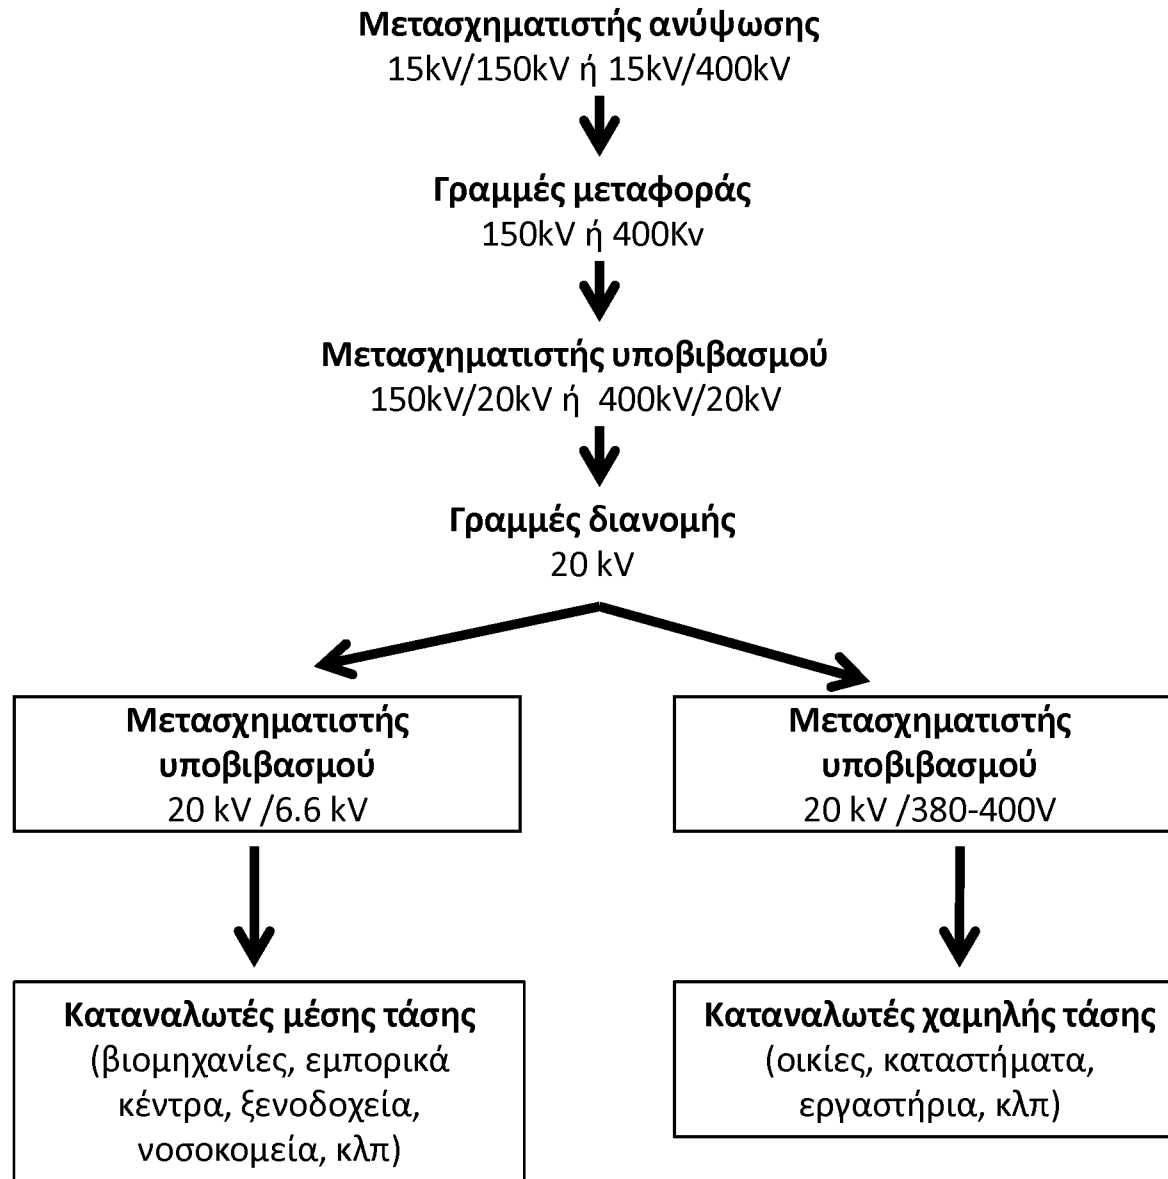 Μετασχηματιστής ανύψωσης
15kV/150kV ή 15kV/400kV
Γραμμές μεταφοράς
150kV ή 400Kv
Μετασχηματιστής υποβιβασμού
150kV/20kV ή  400kV/20kV
Γραμμές διανομής
20 kV
Μετασχηματιστής
υποβιβασμού
20 kV /6.6 kV
Μετασχηματιστής
υποβιβασμού
20 kV /380-400V
Καταναλωτές μέσης τάσης
(βιομηχανίες, εμπορικά
κέντρα, ξενοδοχεία,
νοσοκομεία, κλπ)
Καταναλωτές χαμηλής τάσης
(οικίες, καταστήματα,
εργαστήρια, κλπ)